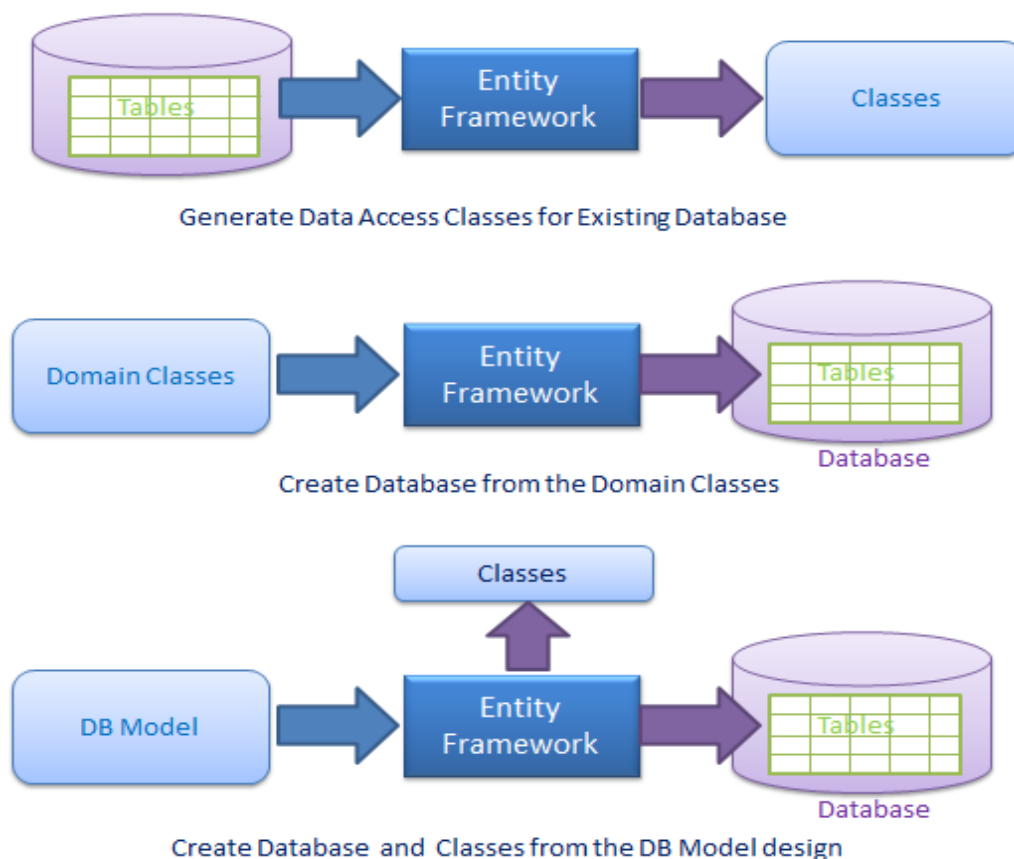 Tables
Entity
Framework
Classes
Generate Data Access Classes for Existing Database
Domain Classes
Entity
Framework
Tables
Database
Create Database from the Domain Classes
Classes
DB Model
Entity
Framework
Tables
Database
Create Database and Classes from the DB Model design